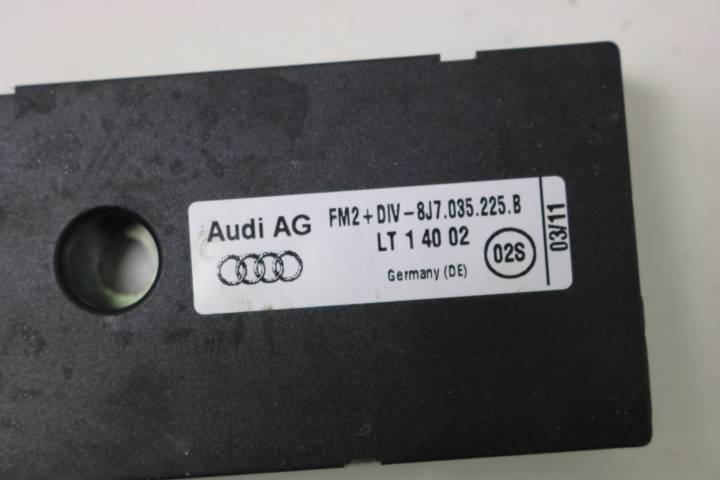 Audi AG
FM2+DIV-8J7.035.225.B
LT 1 40 02
02S
Germany (DE)
03/11